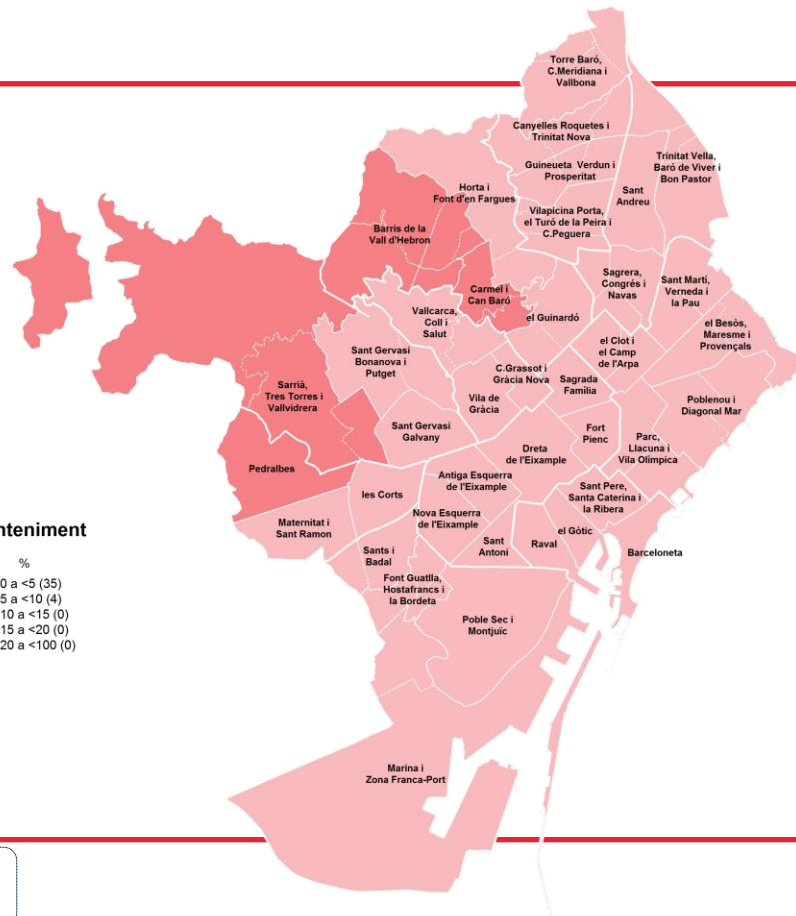 Torre Baró,
C.Meridiana i
Vallbona
Canyelles Roquetes i
Trinitat Nova
Guineueta Verdun i
Prosperitat
Trinitat Vella,
Baró de Viver i
Bon Pastor
Horta i
Font d'en Fargues
Sant
Andreu
Vilapicina Porta,
el Turó de la Peira i
C.Peguera
Barris de la
Vall d'Hebron
Carmel i
Can Baró
Sagrera,
Congrés i
Navas
Sant Martí,
Verneda i
la Pau
Vallcarca,
Coll i
Salut
el Guinardó
el Besòs,
Maresme i
Provençals
Sant Gervasi
Bonanova i
Putget
el Clot i
el Camp
de l'Arpa
Sarrià,
Tres Torres i
Vallvidrera
C.Grassot i
Gràcia Nova
Sagrada
Família
Poblenou i
Diagonal Mar
Vila de
Gràcia
Sant Gervasi
Galvany
Fort
Pienc
Parc,
Llacuna i
Vila Olímpica
Dreta
de l'Eixample
Pedralbes
Antiga Esquerra
de l'Eixample
les Corts
Sant Pere,
Santa Caterina i
la Ribera
Maternitat i
Sant Ramon
Nova Esquerra
de l'Eixample
el Gòtic
Sant
Antoni
Raval
Barceloneta
Sants i
Badal
Font Guatlla,
Hostafrancs i
la Bordeta
Poble Sec i
Montjuïc
Marina i
Zona Franca-Port
nteniment
%
0 a <5 (35)
5 a <10 (4)
10 a <15 (0)
15 a <20 (0)
20 a <100 (0)